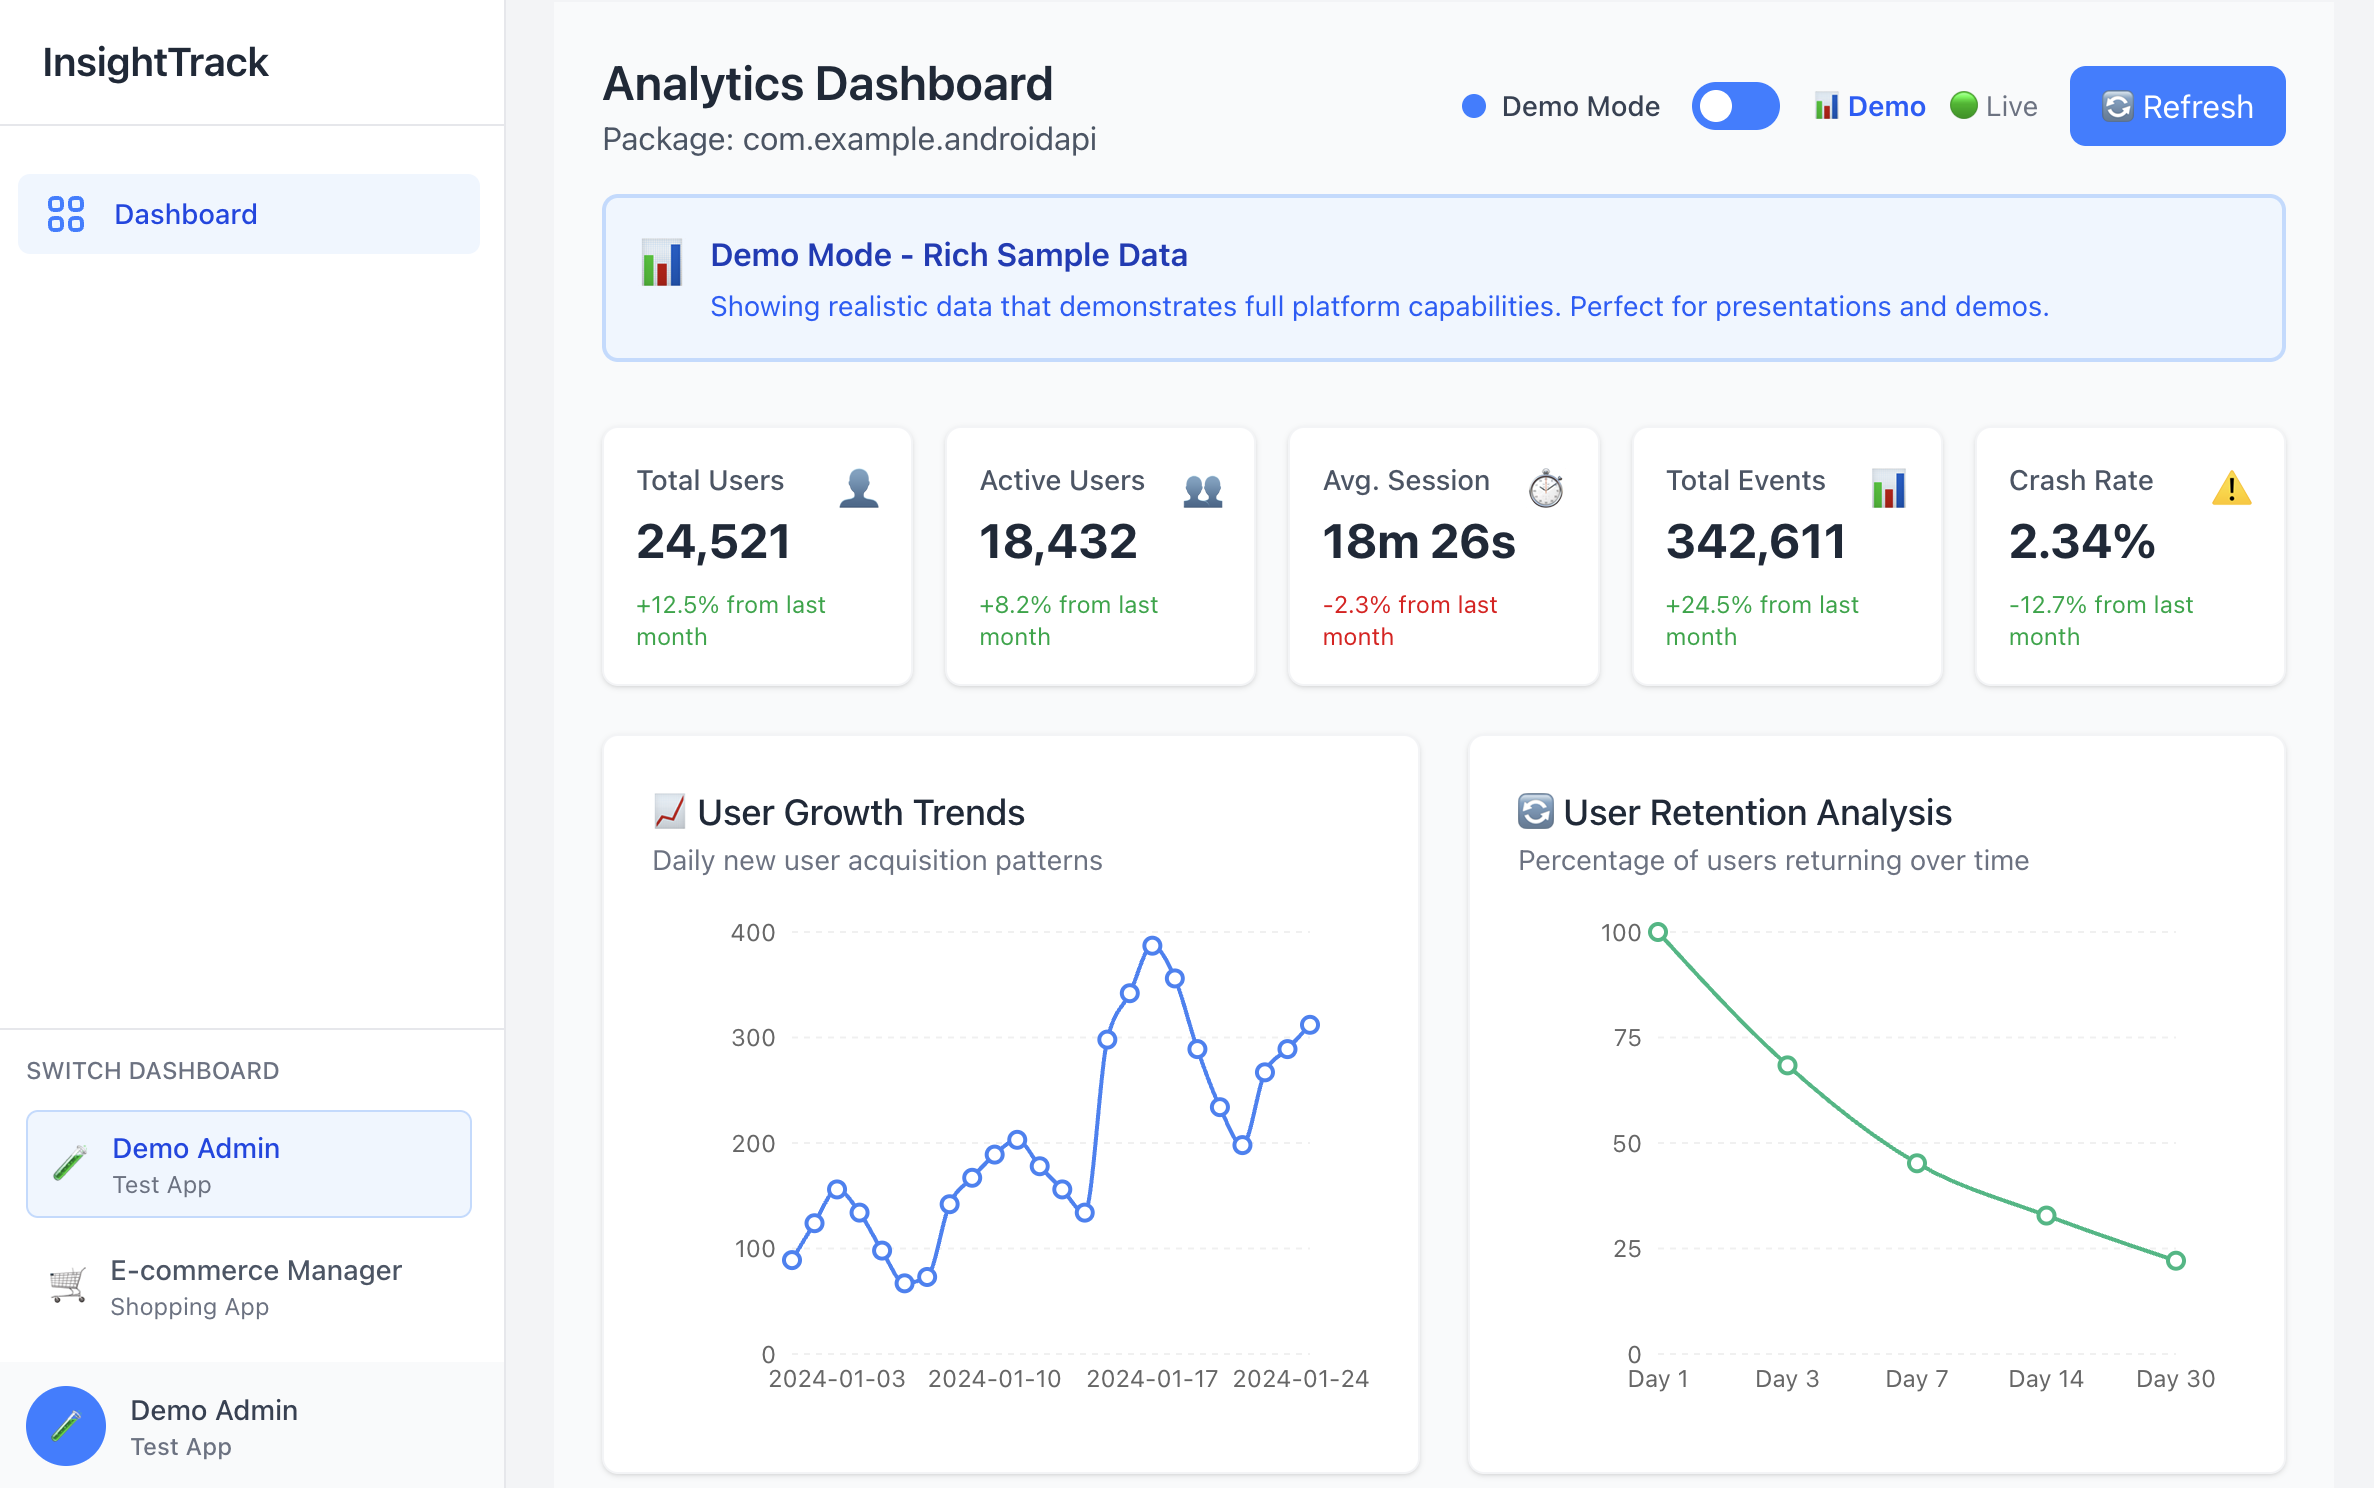 InsightTrack
Dashboard
SWITCH DASHBOARD
Demo Admin
Test App
E-commerce Manager
Shopping App
Demo Admin
Test App
Analytics Dashboard
Package: com.example.androidapi
Demo Mode
Demo
Live
Refresh
Demo Mode - Rich Sample Data
Showing realistic data that demonstrates full platform capabilities. Perfect for presentations and demos.
Total Users
24,521
+12.5% from last
month
Active Users
18,432
+8.2% from last
month
Avg. Session
18m 26s
-2.3% from last
month
Total Events
342,611
+24.5% from last
month
Crash Rate
2.34%
-12.7% from last
month
User Growth Trends
Daily new user acquisition patterns
400
300
200
100
0
2024-01-03 2024-01-10 2024-01-17 2024-01-24
User Retention Analysis
Percentage of users returning over time
100
75
50
25
0
Day 1 Day 3 Day 7 Day 14 Day 30